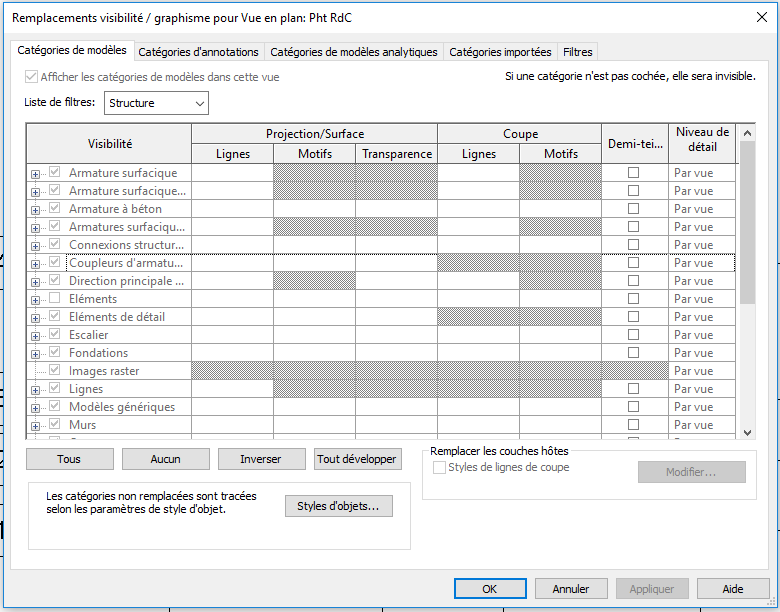 Remplacements visibilité / graphisme pour Vue en plan: Pht RdC
Catégories de modèles Catégories d'annotations Catégories de modèles analytiques Catégories importées Filtres
Afficher les catégories de modèles dans cette vue
Si une catégorie n'est pas cochée, elle sera invisible.
Liste de filtres: Structure
Visibilité Projection/Surface Coupe Demi-tei... Niveau de détail
Lignes Motifs Transparence Lignes Motifs
Armature surfacique Par vue
Armature surfacique... Par vue
Armature à béton Par vue
Armatures surfaciqu... Par vue
Connexions structur... Par vue
Coupleurs d'armatu... Par vue
Direction principale ... Par vue
Eléments Par vue
Eléments de détail Par vue
Escalier Par vue
Fondations Par vue
Images raster Par vue
Lignes Par vue
Modèles génériques Par vue
Murs Par vue
Tous Aucun Inverser Tout développer
Remplacer les couches hôtes
Styles de lignes de coupe Modifier...
Les catégories non remplacées sont tracées
selon les paramètres de style d'objet.
Styles d'objets...
OK Annuler Appliquer Aide